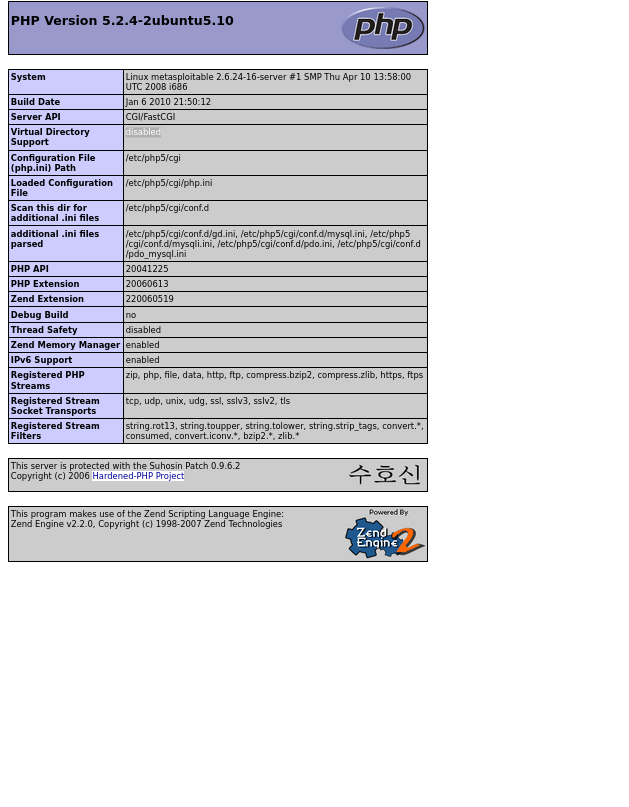 PHP Version 5.2.4-2ubuntu5.10
php
System
Linux metasploitable 2.6.24-16-server #1 SMP Thu Apr 10 13:58:00
UTC 2008 i686
Build Date
Jan 6 2010 21:50:12
Server API
CGI/FastCGI
Virtual Directory
Support
disabled
Configuration File
(php.ini) Path
/etc/php5/cgi
Loaded Configuration
File
/etc/php5/cgi/php.ini
Scan this dir for
additional .ini files
/etc/php5/cgi/conf.d
additional .ini files
parsed
/etc/php5/cgi/conf.d/gd.ini, /etc/php5/cgi/conf.d/mysql.ini, /etc/php5
/cgi/conf.d/mysqli.ini, /etc/php5/cgi/conf.d/pdo.ini, /etc/php5/cgi/conf.d
/pdo_mysql.ini
PHP API
20041225
PHP Extension
20060613
Zend Extension
220060519
Debug Build
no
Thread Safety
disabled
Zend Memory Manager
enabled
IPv6 Support
enabled
Registered PHP
Streams
zip, php, file, data, http, ftp, compress.bzip2, compress.zlib, https, ftps
Registered Stream
Socket Transports
tcp, udp, unix, udg, ssl, sslv3, sslv2, tls
Registered Stream
Filters
string.rot13, string.toupper, string.tolower, string.strip_tags, convert.*,
consumed, convert.iconv.*, bzip2.*, zlib.*
This server is protected with the Suhosin Patch 0.9.6.2
Copyright (c) 2006 Hardened-PHP Project
수호신
This program makes use of the Zend Scripting Language Engine:
Zend Engine v2.2.0, Copyright (c) 1998-2007 Zend Technologies
Powered By
Zend
Engine 2